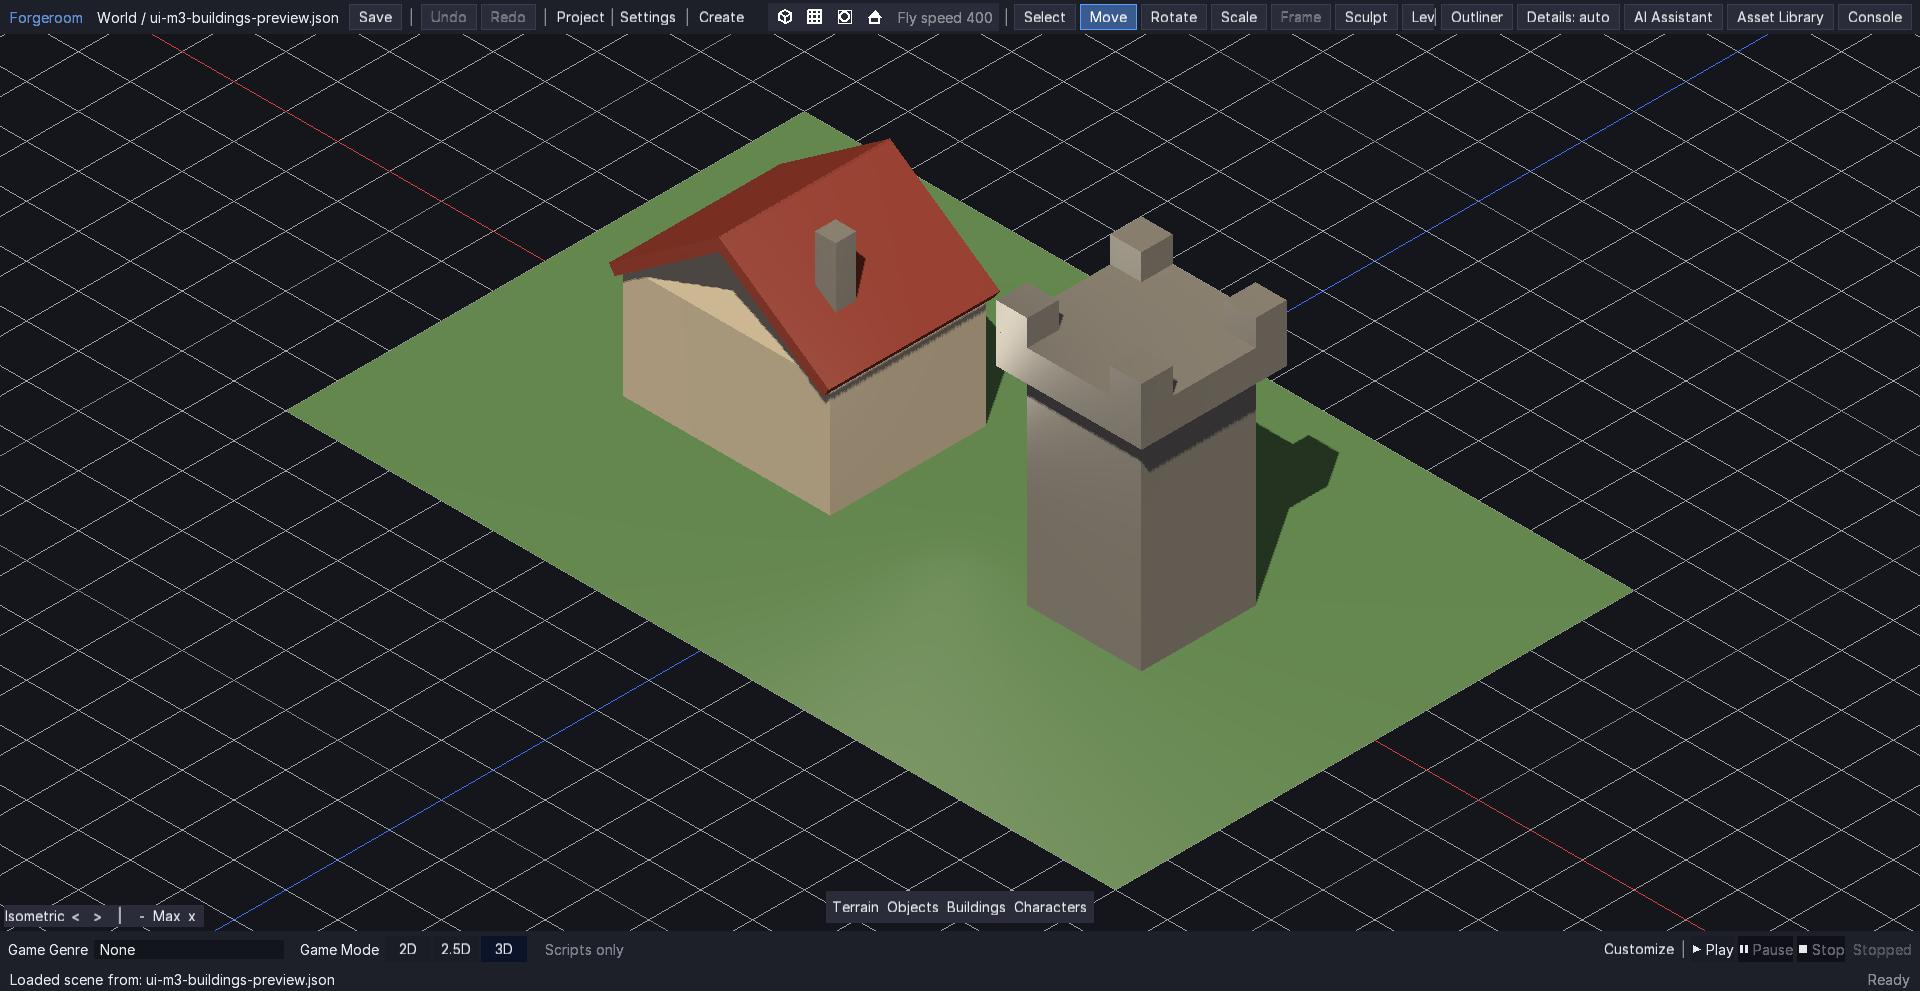 Forgeroom World / ui-m3-buildings-preview.json Save Undo Redo Project Settings Create Fly speed 400 Select Move Rotate Scale Frame Sculpt Lev Outliner Details: auto AI Assistant Asset Library Console
Isometric < > - Max x
Terrain Objects Buildings Characters
Game Genre None Game Mode 2D 2.5D 3D Scripts only Customize Play Pause Stop Stopped
Loaded scene from: ui-m3-buildings-preview.json Ready